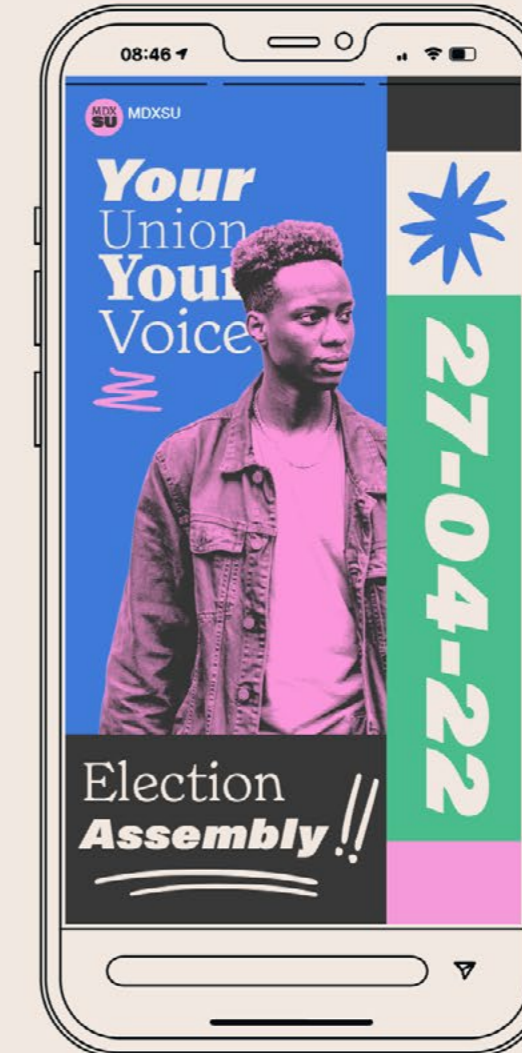 08:46
MDX
SU
MDXSU
Your
Union
Your
Voice
27-04-22
Election
Assembly!!